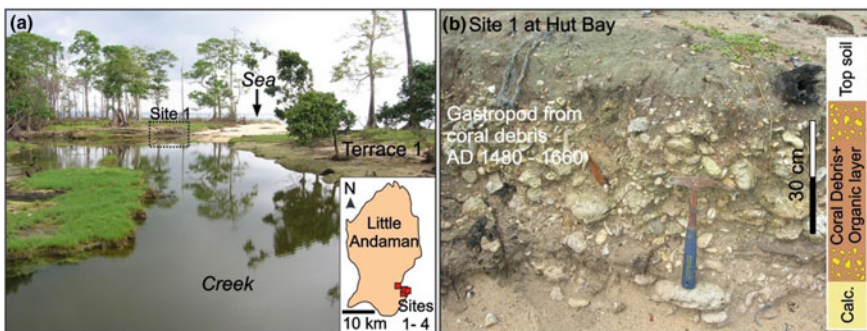 (a)
Sea
Site 1
Terrace 1
N
Little
Andaman
Creek
10 km
Sites
1- 4
(b) Site 1 at Hut Bay
Gastropod from
coral debris
AD 1480 - 1660
30 cm
Top soil
Coral Debris+
Organic layer
Calc.